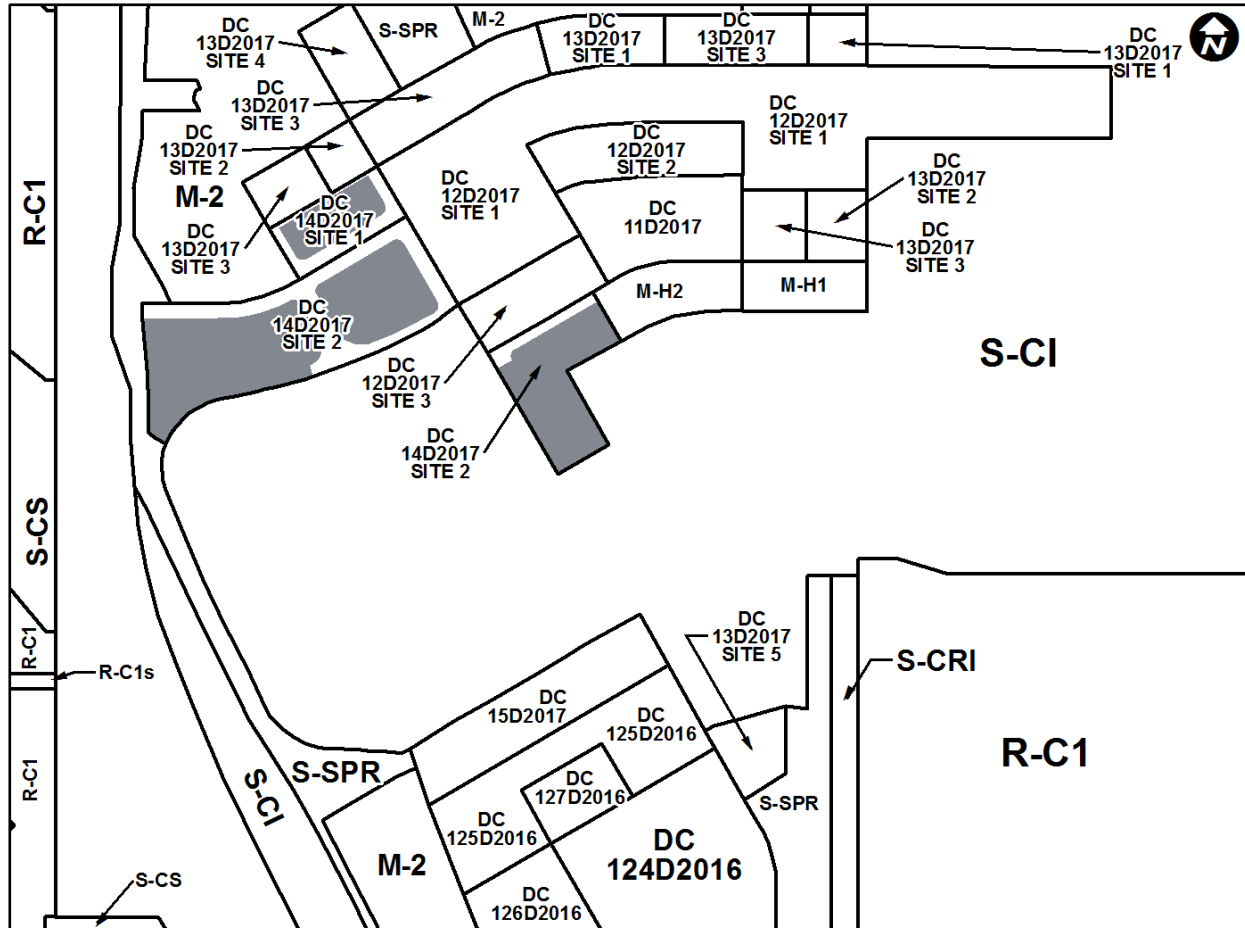 DC
13D2017
SITE 4
S-SPR
M-2
DC
13D2017
SITE 1
DC
13D2017
SITE 3
DC
13D2017
SITE 1
N
DC
13D2017
SITE 3
DC
12D2017
SITE 1
DC
13D2017
SITE 2
DC
12D2017
SITE 2
DC
13D2017
SITE 2
M-2
R-C1
DC
12D2017
SITE 1
DC
14D2017
SITE 1
DC
11D2017
DC
13D2017
SITE 3
DC
13D2017
SITE 3
M-H2
M-H1
DC
14D2017
SITE 2
S-CI
DC
12D2017
SITE 3
DC
14D2017
SITE 2
S-CS
R-C1
R-C1s
DC
13D2017
SITE 5
S-CRI
DC
15D2017
DC
125D2016
R-C1
R-C1
S-CI
S-SPR
DC
127D2016
S-SPR
DC
125D2016
M-2
DC
124D2016
S-CS
DC
126D2016